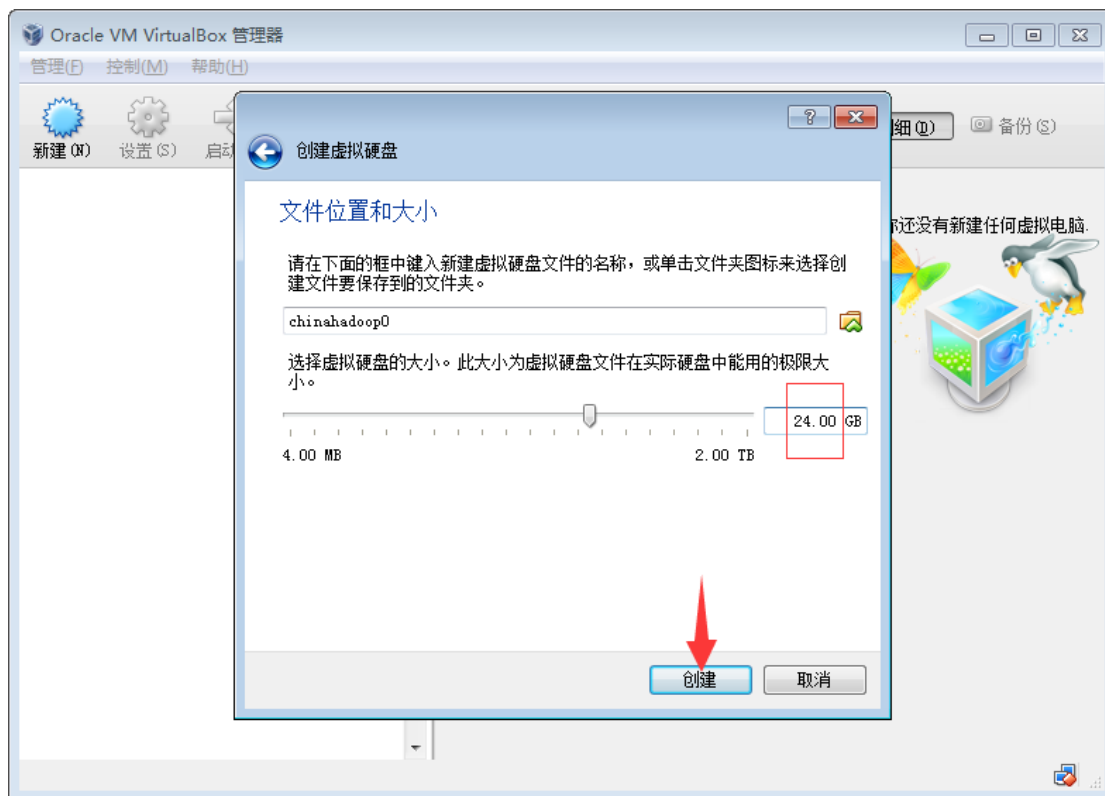 Oracle VM VirtualBox 管理器
管理(F) 控制(M) 帮助(H)
新建(N) 设置(S) 启动 细(D) 备份(S)
创建虚拟硬盘
文件位置和大小
你还没有新建任何虚拟电脑.
请在下面的框中键入新建虚拟硬盘文件的名称，或单击文件夹图标来选择创
建文件要保存到的文件夹。
chinahadoop0
选择虚拟硬盘的大小。此大小为虚拟硬盘文件在实际硬盘中能用的极限大
小。
24.00 GB
4.00 MB 2.00 TB
创建 取消